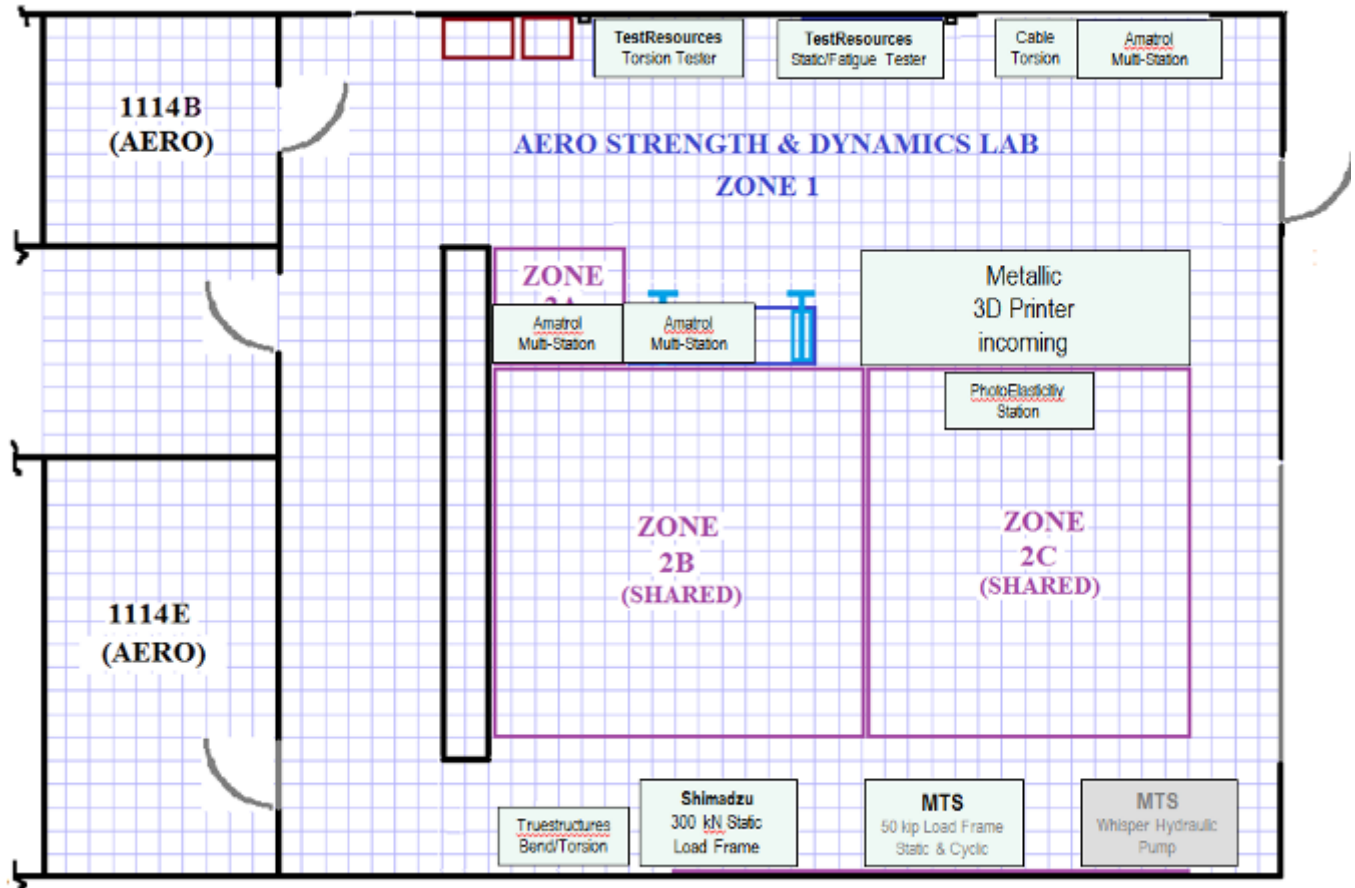 TestResources
Torsion Tester
TestResources
Static/Fatigue Tester
Cable
Torsion
Amatrol
Multi-Station
1114B
(AERO)
AERO STRENGTH & DYNAMICS LAB
ZONE 1
ZONE
2A
Amatrol
Multi-Station
Amatrol
Multi-Station
Metallic
3D Printer
incoming
PhotoElasticitiy
Station
ZONE
2B
(SHARED)
ZONE
2C
(SHARED)
1114E
(AERO)
Truestructures
Bend/Torsion
Shimadzu
300 kN Static
Load Frame
MTS
50 kip Load Frame
Static & Cyclic
MTS
Whisper Hydraulic
Pump